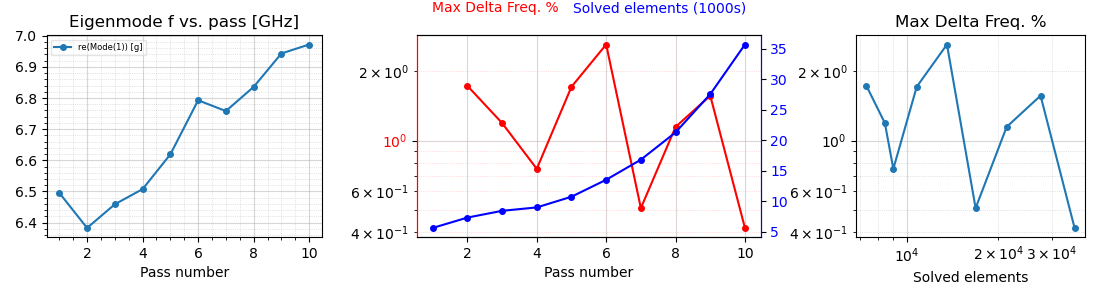 Eigenmode f vs. pass [GHz]
7.0
6.9
6.8
6.7
6.6
6.5
6.4
re(Mode(1)) [g]
2 4 6 8 10
Pass number
Max Delta Freq. % Solved elements (1000s)
2 × 10⁰
10⁰
6 × 10⁻¹
4 × 10⁻¹
35
30
25
20
15
10
5
2 4 6 8 10
Pass number
Max Delta Freq. %
2 × 10⁰
10⁰
6 × 10⁻¹
4 × 10⁻¹
10⁴ 2 × 10⁴ 3 × 10⁴
Solved elements